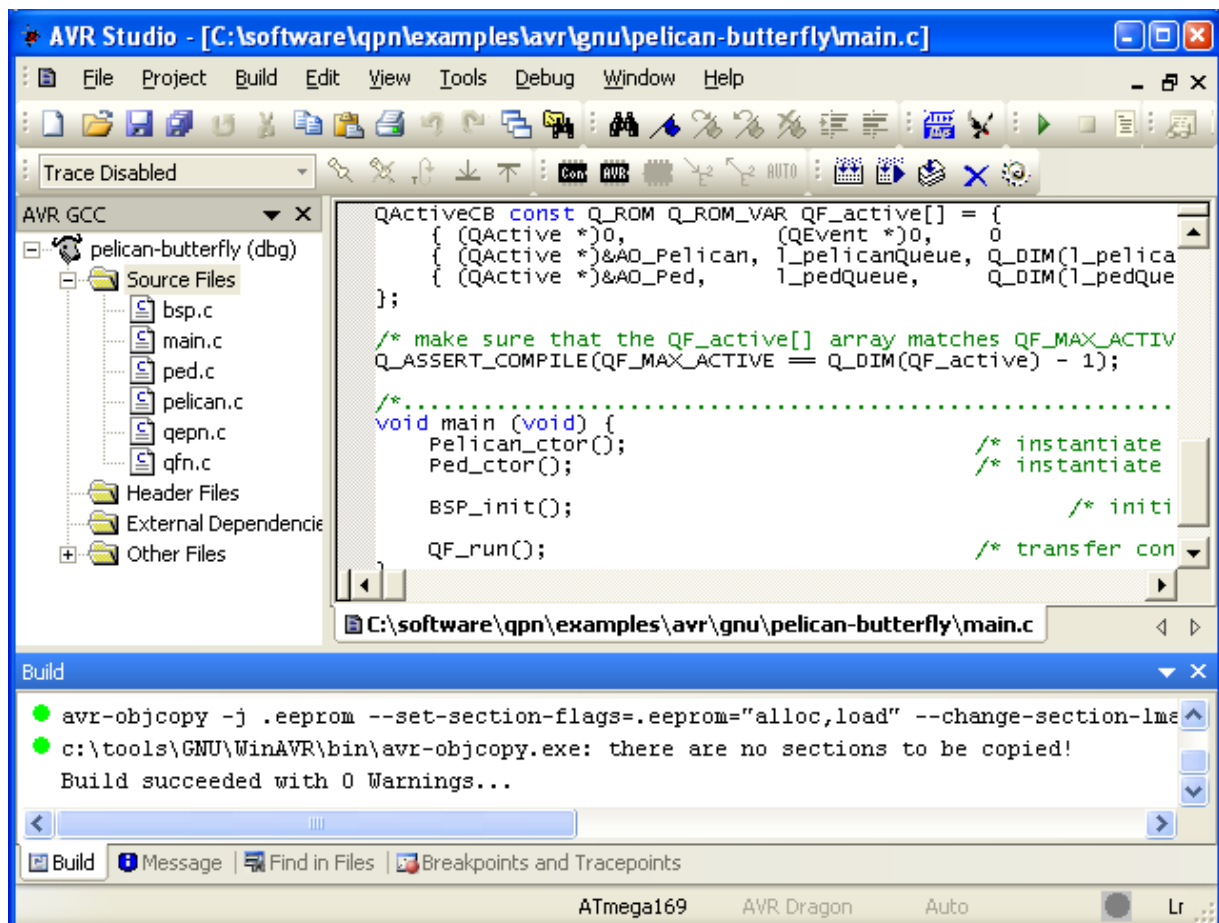 AVR Studio - [C:\software\qpn\examples\avr\gnu\pelican-butterfly\main.c]
File Project Build Edit View Tools Debug Window Help
Trace Disabled
Con AVR AUTO
AVR GCC
pelican-butterfly (dbg)
Source Files
bsp.c
main.c
ped.c
pelican.c
qepn.c
qfn.c
Header Files
External Dependencie
Other Files
QActiveCB const Q_ROM Q_ROM_VAR QF_active[] = {
{ (QActive *)0, (QEvent *)0, 0
{ (QActive *)&AO_Pelican, l_pelicanQueue, Q_DIM(l_pelica
{ (QActive *)&AO_Ped, l_pedQueue, Q_DIM(l_pedQue
};
/* make sure that the QF_active[] array matches QF_MAX_ACTIV
Q_ASSERT_COMPILE(QF_MAX_ACTIVE == Q_DIM(QF_active) - 1);
/*..........................................................
void main (void) {
Pelican_ctor(); /* instantiate
Ped_ctor(); /* instantiate
BSP_init(); /* initi
QF_run(); /* transfer con
}
C:\software\qpn\examples\avr\gnu\pelican-butterfly\main.c
Build
avr-objcopy -j .eeprom --set-section-flags=.eeprom="alloc,load" --change-section-lma
c:\tools\GNU\WinAVR\bin\avr-objcopy.exe: there are no sections to be copied!
Build succeeded with 0 Warnings...
Build Message Find in Files Breakpoints and Tracepoints
ATmega169 AVR Dragon Auto